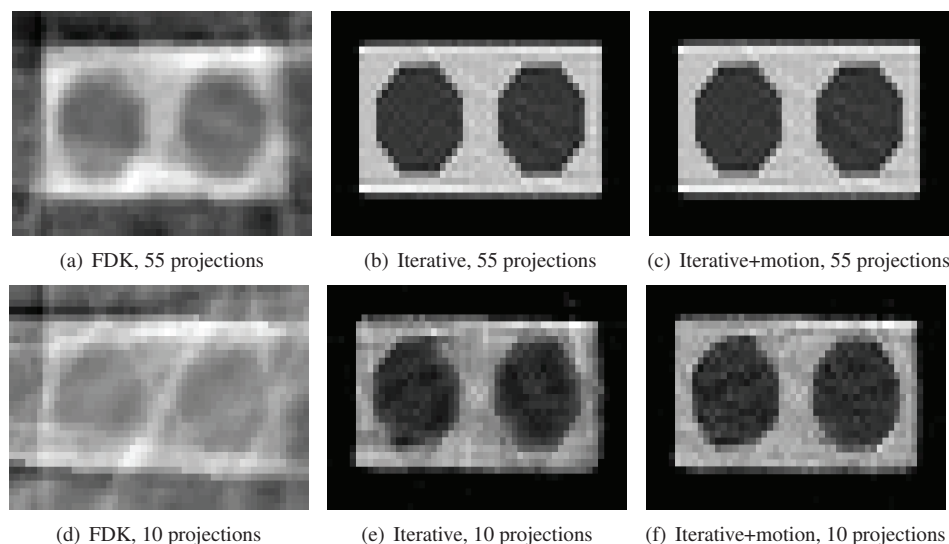 (a) FDK, 55 projections
(b) Iterative, 55 projections
(c) Iterative+motion, 55 projections
(d) FDK, 10 projections
(e) Iterative, 10 projections
(f) Iterative+motion, 10 projections